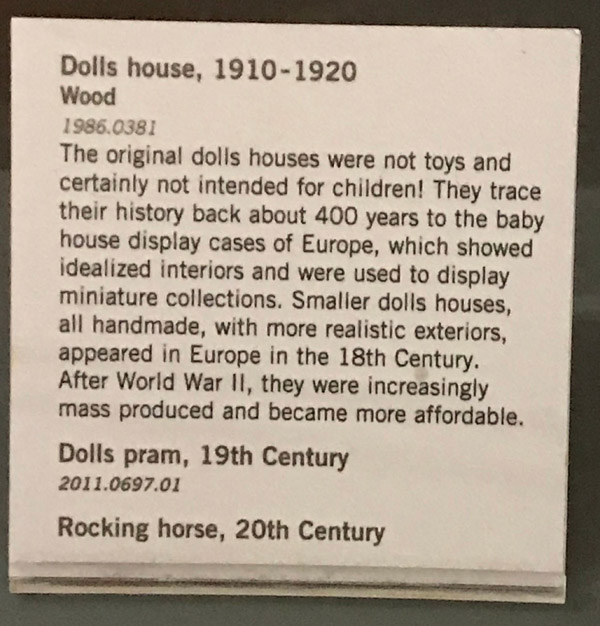 Dolls house, 1910-1920
Wood
1986.0381
The original dolls houses were not toys and
certainly not intended for children! They trace
their history back about 400 years to the baby
house display cases of Europe, which showed
idealized interiors and were used to display
miniature collections. Smaller dolls houses,
all handmade, with more realistic exteriors,
appeared in Europe in the 18th Century.
After World War II, they were increasingly
mass produced and became more affordable.
Dolls pram, 19th Century
2011.0697.01
Rocking horse, 20th Century